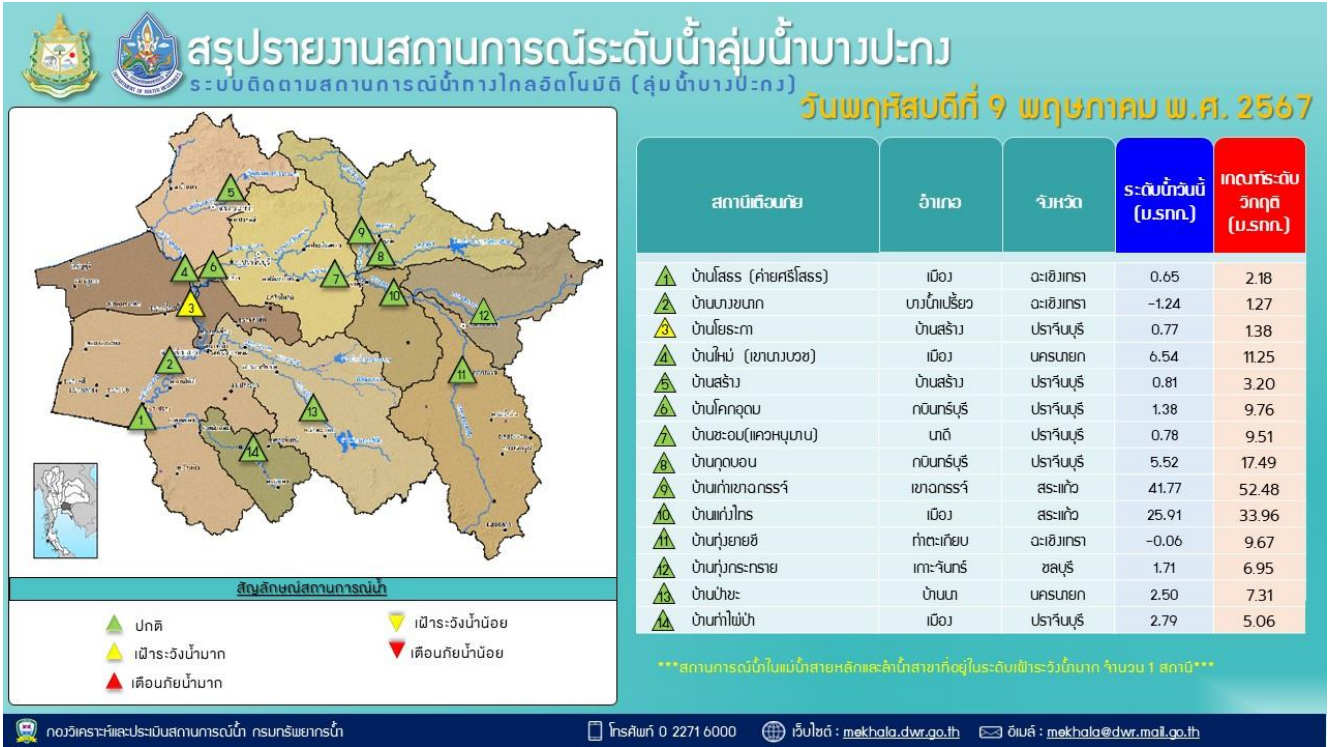 สรุปรายงานสถานการณ์ระดับน้ำลุ่มน้ำบางปะกง
ระบบติดตามสถานการณ์น้ำทางไกลอัตโนมัติ (ลุ่มน้ำบางปะกง)
วันพฤหัสบดีที่ 9 พฤษภาคม พ.ศ. 2567
สถานีเตือนภัย อำเภอ จังหวัด ระดับน้ำวันนี้ (ม.รทก.) เกณฑ์ระดับวิกฤติ (ม.รทก.)
1 บ้านโสธร (ค่ายศรีโสธร) เมือง ฉะเชิงเทรา 0.65 2.18
2 บ้านบางขนาก บางน้ำเปรี้ยว ฉะเชิงเทรา -1.24 1.27
3 บ้านโยธะกา บ้านสร้าง ปราจีนบุรี 0.77 1.38
4 บ้านใหม่ (เขานางบวช) เมือง นครนายก 6.54 11.25
5 บ้านสร้าง บ้านสร้าง ปราจีนบุรี 0.81 3.20
6 บ้านโคกอุดม กบินทร์บุรี ปราจีนบุรี 1.38 9.76
7 บ้านชะอม(แควหนุมาน) นาดี ปราจีนบุรี 0.78 9.51
8 บ้านกุดบอน กบินทร์บุรี ปราจีนบุรี 5.52 17.49
9 บ้านเก่าเขาฉกรรจ์ เขาฉกรรจ์ สระแก้ว 41.77 52.48
10 บ้านแก่งไทร เมือง สระแก้ว 25.91 33.96
11 บ้านทุ่งยายชี ท่าตะเกียบ ฉะเชิงเทรา -0.06 9.67
12 บ้านทุ่งกระทราย เกาะจันทร์ ชลบุรี 1.71 6.95
13 บ้านป่าขะ บ้านนา นครนายก 2.50 7.31
14 บ้านท่าไผ่ป่า เมือง ปราจีนบุรี 2.79 5.06
***สถานการณ์น้ำในแม่น้ำสายหลักและลำน้ำสาขาที่อยู่ในระดับเฝ้าระวังน้ำมาก จำนวน 1 สถานี***
5
9
8
4
6
7
10
3
12
2
11
1
13
14
สัญลักษณ์สถานการณ์น้ำ
ปกติ
เฝ้าระวังน้ำน้อย
เฝ้าระวังน้ำมาก
เตือนภัยน้ำน้อย
เตือนภัยน้ำมาก
กองวิเคราะห์และประเมินสถานการณ์น้ำ กรมทรัพยากรน้ำ โทรศัพท์ 0 2271 6000 เว็บไซต์ : mekhala.dwr.go.th อีเมล์ : mekhala@dwr.mail.go.th